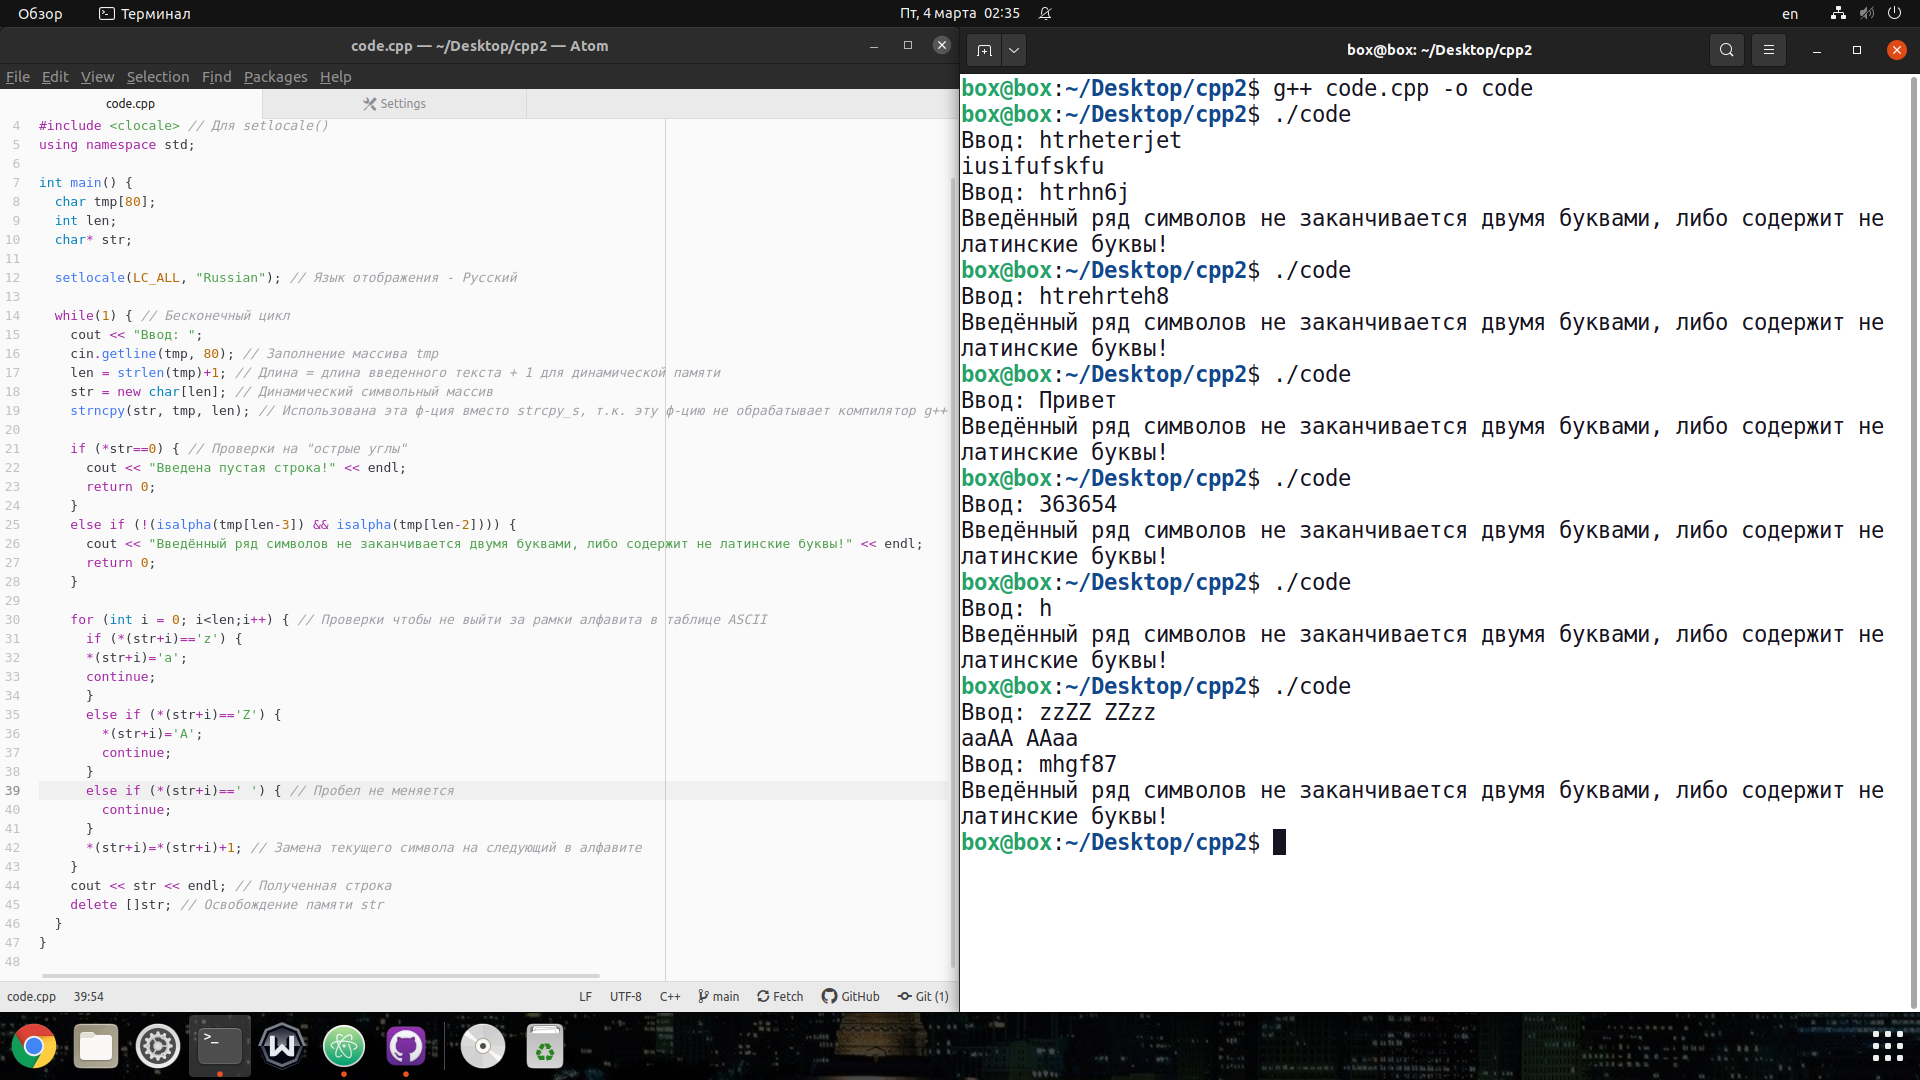 Обзор
Терминал
Пт, 4 марта 02:35
en
code.cpp — ~/Desktop/cpp2 — Atom
File Edit View Selection Find Packages Help
code.cpp
Settings
4 #include <clocale> // Для setlocale()
5 using namespace std;
6
7 int main() {
8 char tmp[80];
9 int len;
10 char* str;
11
12 setlocale(LC_ALL, "Russian"); // Язык отображения - Русский
13
14 while(1) { // Бесконечный цикл
15 cout << "Ввод: ";
16 cin.getline(tmp, 80); // Заполнение массива tmp
17 len = strlen(tmp)+1; // Длина = длина введенного текста + 1 для динамической памяти
18 str = new char[len]; // Динамический символьный массив
19 strncpy(str, tmp, len); // Использована эта ф-ция вместо strcpy_s, т.к. эту ф-цию не обрабатывает компилятор g++
20
21 if (*str==0) { // Проверки на "острые углы"
22 cout << "Введена пустая строка!" << endl;
23 return 0;
24 }
25 else if (!(isalpha(tmp[len-3]) && isalpha(tmp[len-2]))) {
26 cout << "Введённый ряд символов не заканчивается двумя буквами, либо содержит не латинские буквы!" << endl;
27 return 0;
28 }
29
30 for (int i = 0; i<len;i++) { // Проверки чтобы не выйти за рамки алфавита в таблице ASCII
31 if (*(str+i)=='z') {
32 *(str+i)='a';
33 continue;
34 }
35 else if (*(str+i)=='Z') {
36 *(str+i)='A';
37 continue;
38 }
39 else if (*(str+i)==' ') { // Пробел не меняется
40 continue;
41 }
42 *(str+i)=*(str+i)+1; // Замена текущего символа на следующий в алфавите
43 }
44 cout << str << endl; // Полученная строка
45 delete []str; // Освобождение памяти str
46 }
47 }
48
code.cpp 39:54 LF UTF-8 C++ main Fetch GitHub Git (1)
box@box: ~/Desktop/cpp2
box@box:~/Desktop/cpp2$ g++ code.cpp -o code
box@box:~/Desktop/cpp2$ ./code
Ввод: htrheterjet
iusifufskfu
Ввод: htrhn6j
Введённый ряд символов не заканчивается двумя буквами, либо содержит не
латинские буквы!
box@box:~/Desktop/cpp2$ ./code
Ввод: htrehrteh8
Введённый ряд символов не заканчивается двумя буквами, либо содержит не
латинские буквы!
box@box:~/Desktop/cpp2$ ./code
Ввод: Привет
Введённый ряд символов не заканчивается двумя буквами, либо содержит не
латинские буквы!
box@box:~/Desktop/cpp2$ ./code
Ввод: 363654
Введённый ряд символов не заканчивается двумя буквами, либо содержит не
латинские буквы!
box@box:~/Desktop/cpp2$ ./code
Ввод: h
Введённый ряд символов не заканчивается двумя буквами, либо содержит не
латинские буквы!
box@box:~/Desktop/cpp2$ ./code
Ввод: zzZZ ZZzz
aaAA AAaa
Ввод: mhgf87
Введённый ряд символов не заканчивается двумя буквами, либо содержит не
латинские буквы!
box@box:~/Desktop/cpp2$